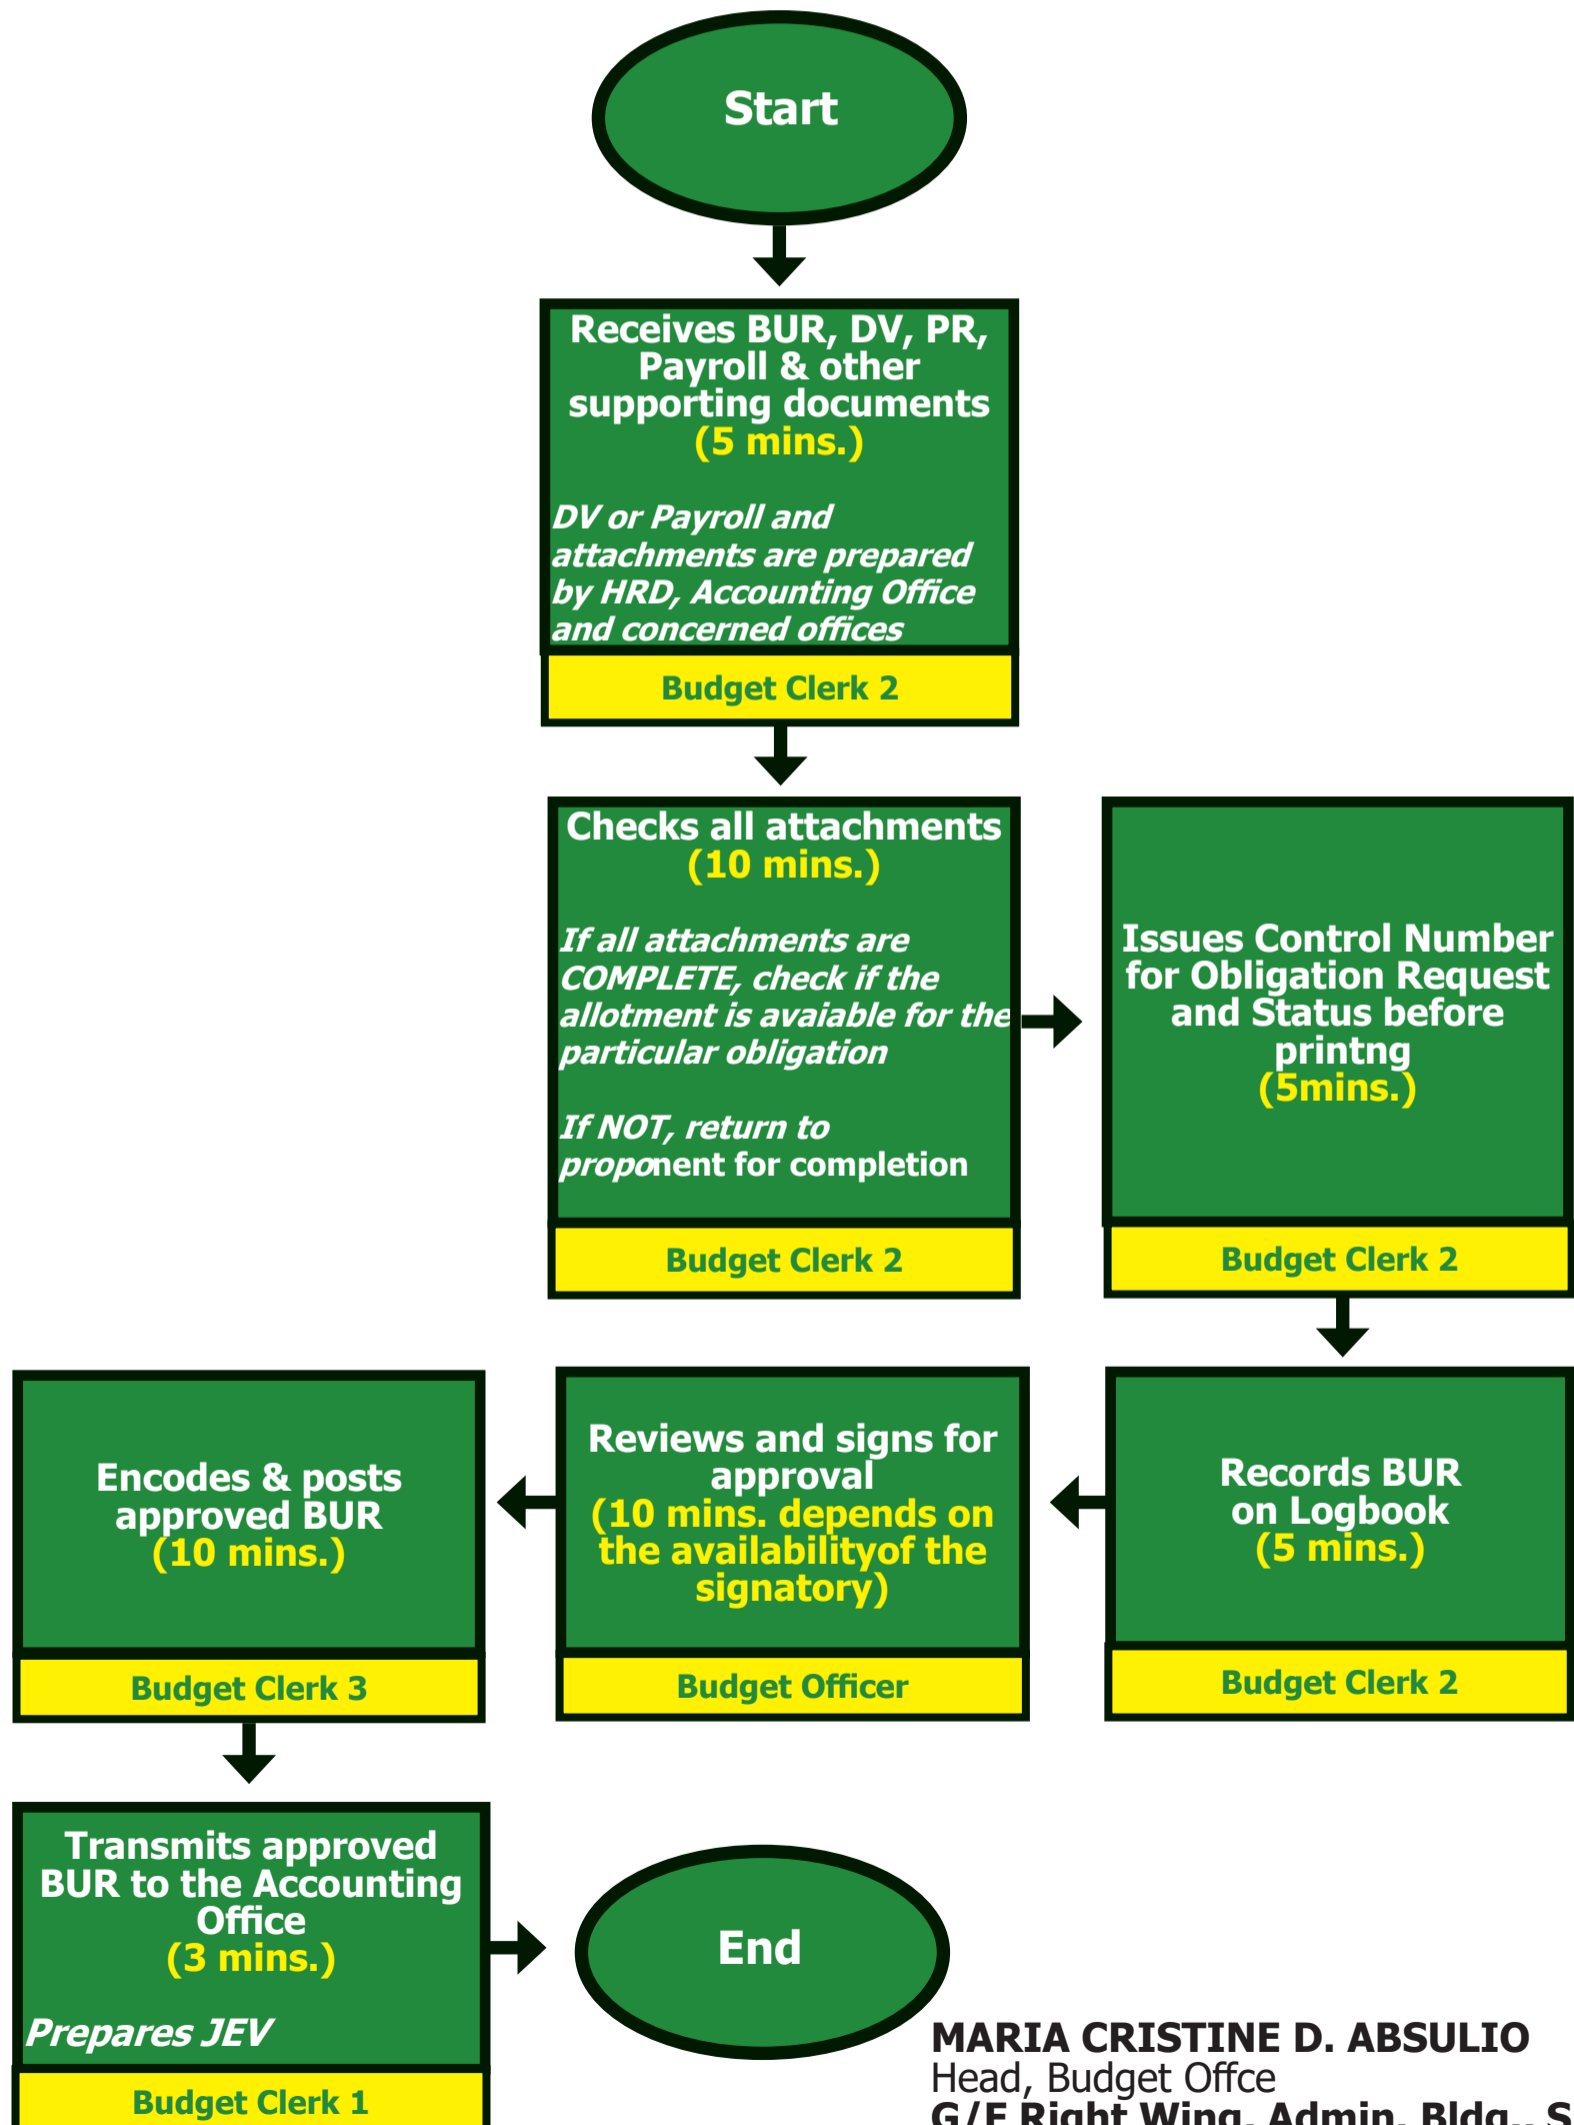 Start
Receives BUR, DV, PR,
Payroll & other
supporting documents
(5 mins.)
DV or Payroll and
attachments are prepared
by HRD, Accounting Office
and concerned offices
Budget Clerk 2
Checks all attachments
(10 mins.)
If all attachments are
COMPLETE, check if the
allotment is avaiable for the
particular obligation
If NOT, return to
proponent for completion
Budget Clerk 2
Issues Control Number
for Obligation Request
and Status before
printng
(5mins.)
Budget Clerk 2
Records BUR
on Logbook
(5 mins.)
Budget Clerk 2
Reviews and signs for
approval
(10 mins. depends on
the availabilityof the
signatory)
Budget Officer
Encodes & posts
approved BUR
(10 mins.)
Budget Clerk 3
Transmits approved
BUR to the Accounting
Office
(3 mins.)
Prepares JEV
Budget Clerk 1
End
MARIA CRISTINE D. ABSULIO
Head, Budget Offce
G/F Right Wing, Admin. Bldg., S